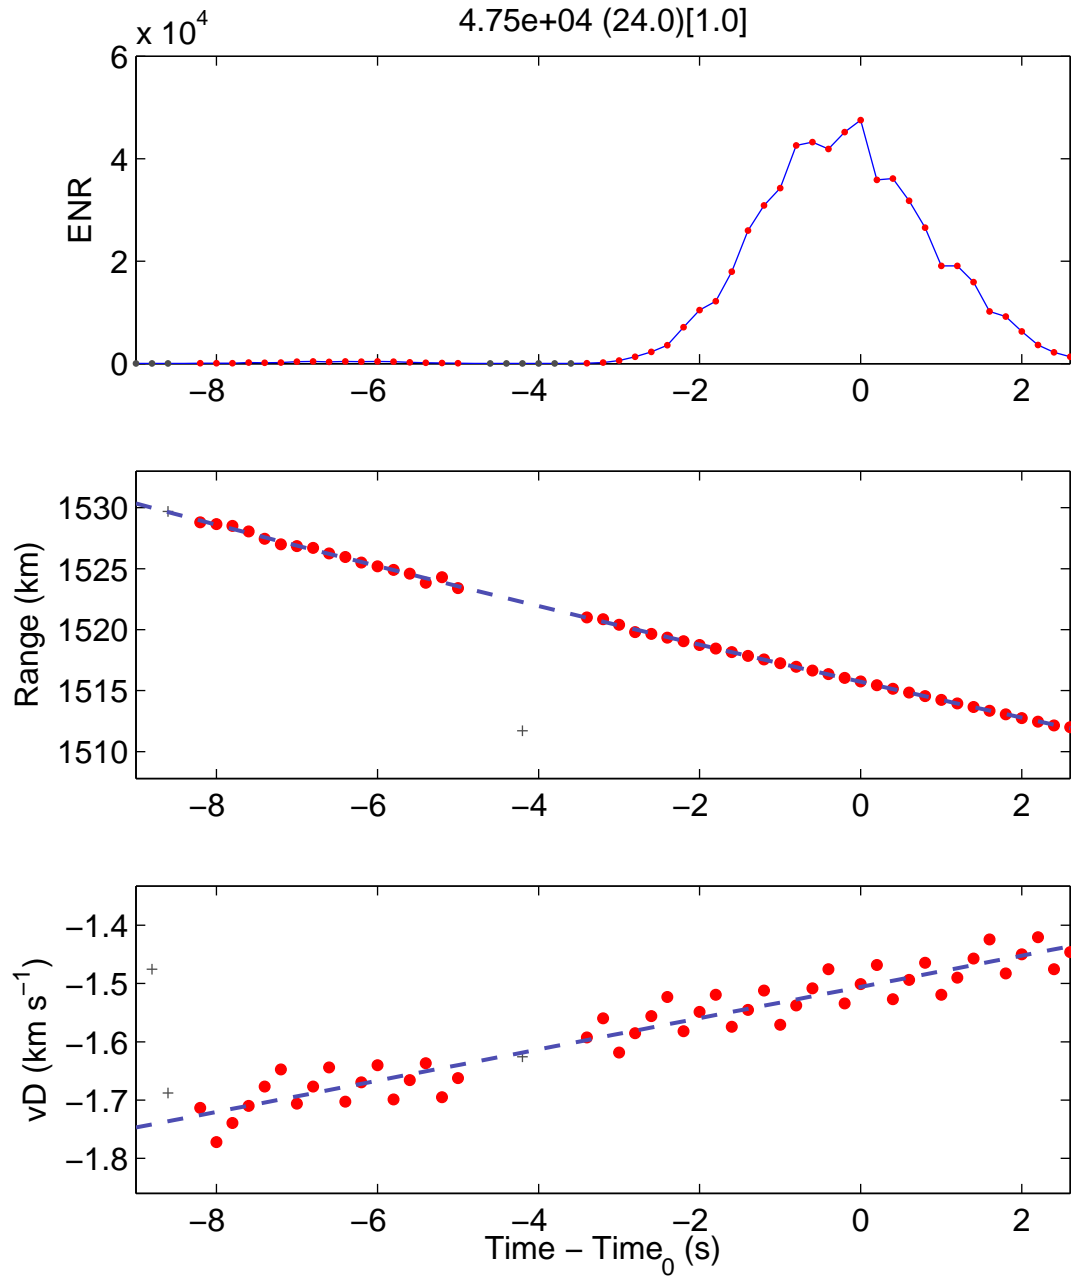 4.75e+04 (24.0)[1.0]
x 10^4
6
4
2
0
ENR
−8 −6 −4 −2 0 2
1530
1525
1520
1515
1510
Range (km)
−8 −6 −4 −2 0 2
−1.4
−1.5
−1.6
−1.7
−1.8
vD (km s^−1)
−8 −6 −4 −2 0 2
Time − Time_0 (s)